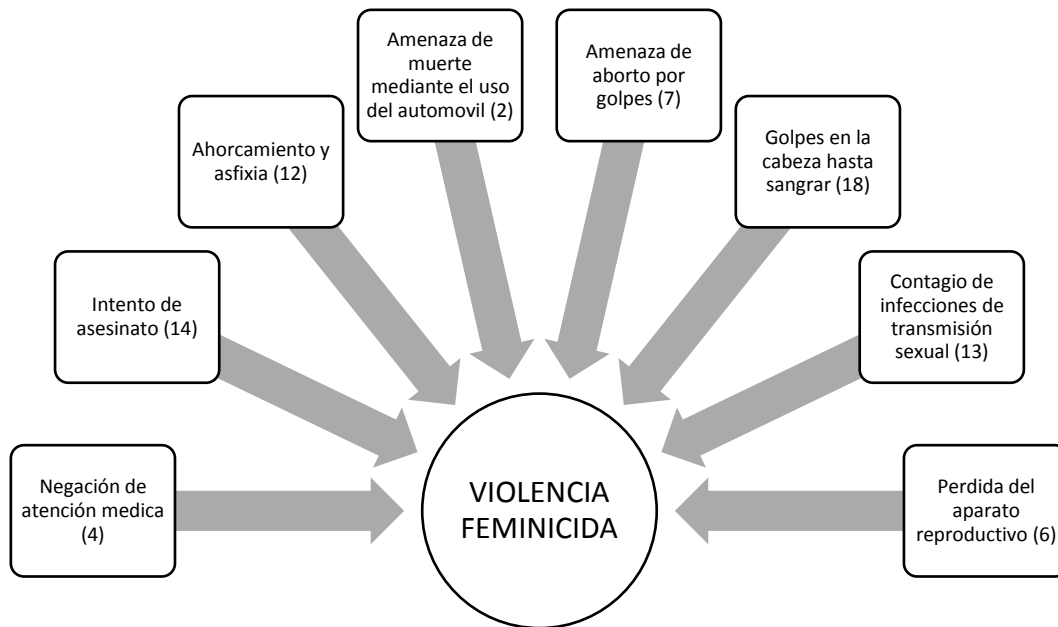 Amenaza de
muerte
mediante el uso
del automovil (2)
Amenaza de
aborto por
golpes (7)
Ahorcamiento y
asfixia (12)
Golpes en la
cabeza hasta
sangrar (18)
Intento de
asesinato (14)
Contagio de
infecciones de
transmisión
sexual (13)
Negación de
atención medica
(4)
VIOLENCIA
FEMINICIDA
Perdida del
aparato
reproductivo (6)